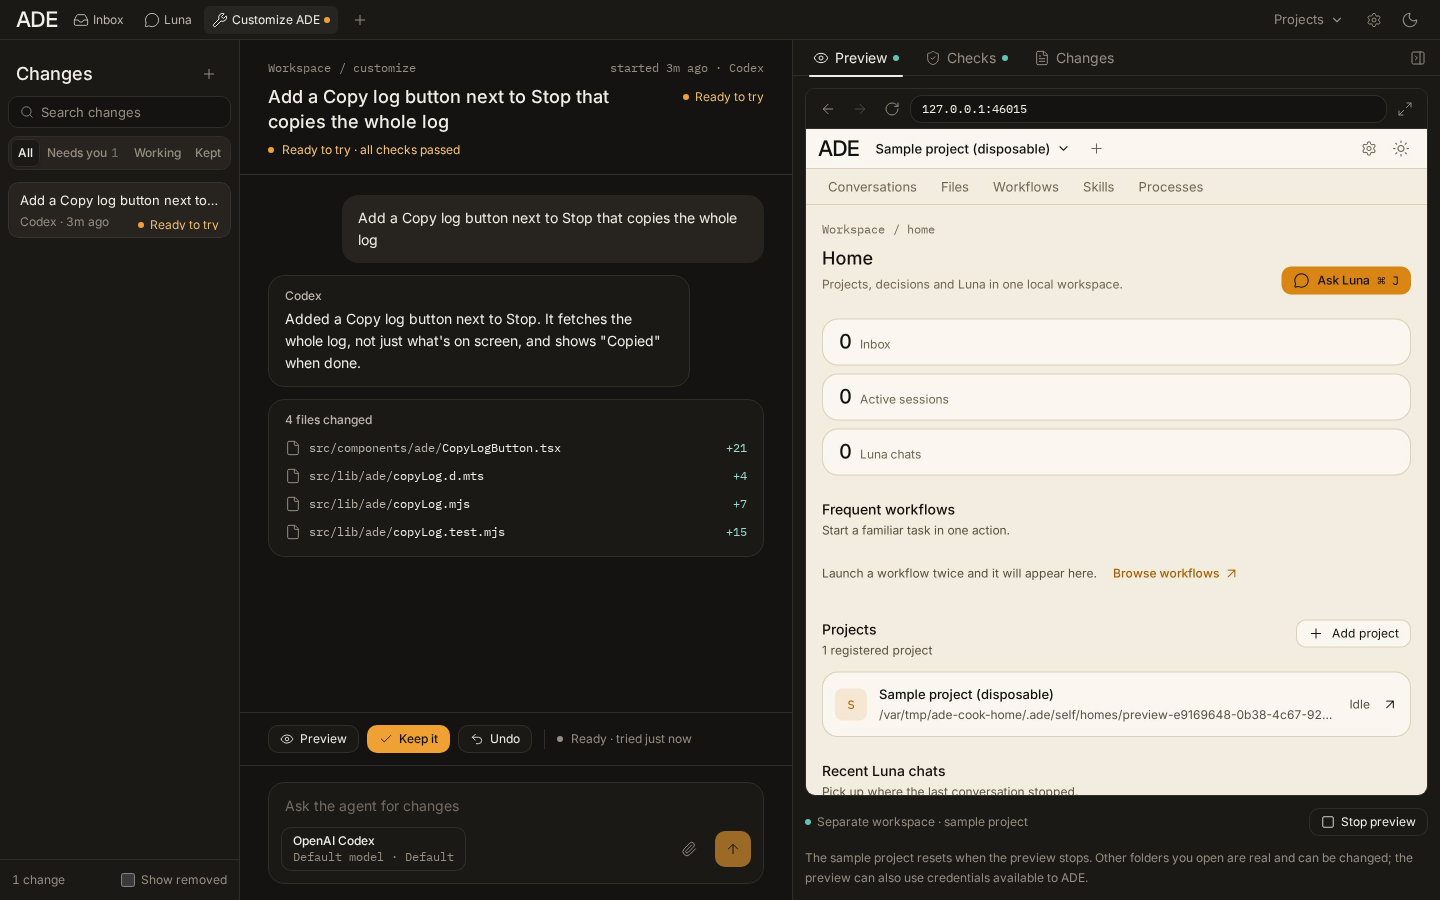 ADE
Inbox
Luna
Customize ADE
Projects
Changes
Search changes
All
Needs you 1
Working
Kept
Add a Copy log button next to...
Codex · 3m ago
Ready to try
1 change
Show removed
Workspace / customize
started 3m ago · Codex
Add a Copy log button next to Stop that
copies the whole log
Ready to try
Ready to try · all checks passed
Add a Copy log button next to Stop that copies the whole
log
Codex
Added a Copy log button next to Stop. It fetches the
whole log, not just what's on screen, and shows "Copied"
when done.
4 files changed
src/components/ade/CopyLogButton.tsx +21
src/lib/ade/copyLog.d.mts +4
src/lib/ade/copyLog.mjs +7
src/lib/ade/copyLog.test.mjs +15
Preview
Keep it
Undo
Ready · tried just now
Ask the agent for changes
OpenAI Codex
Default model · Default
Preview
Checks
Changes
127.0.0.1:46015
ADE
Sample project (disposable)
Conversations
Files
Workflows
Skills
Processes
Workspace / home
Home
Projects, decisions and Luna in one local workspace.
Ask Luna ⌘ J
0 Inbox
0 Active sessions
0 Luna chats
Frequent workflows
Start a familiar task in one action.
Launch a workflow twice and it will appear here.
Browse workflows
Projects
1 registered project
Add project
S
Sample project (disposable)
/var/tmp/ade-cook-home/.ade/self/homes/preview-e9169648-0b38-4c67-92...
Idle
Recent Luna chats
Pick up where the last conversation stopped.
Separate workspace · sample project
Stop preview
The sample project resets when the preview stops. Other folders you open are real and can be changed; the
preview can also use credentials available to ADE.